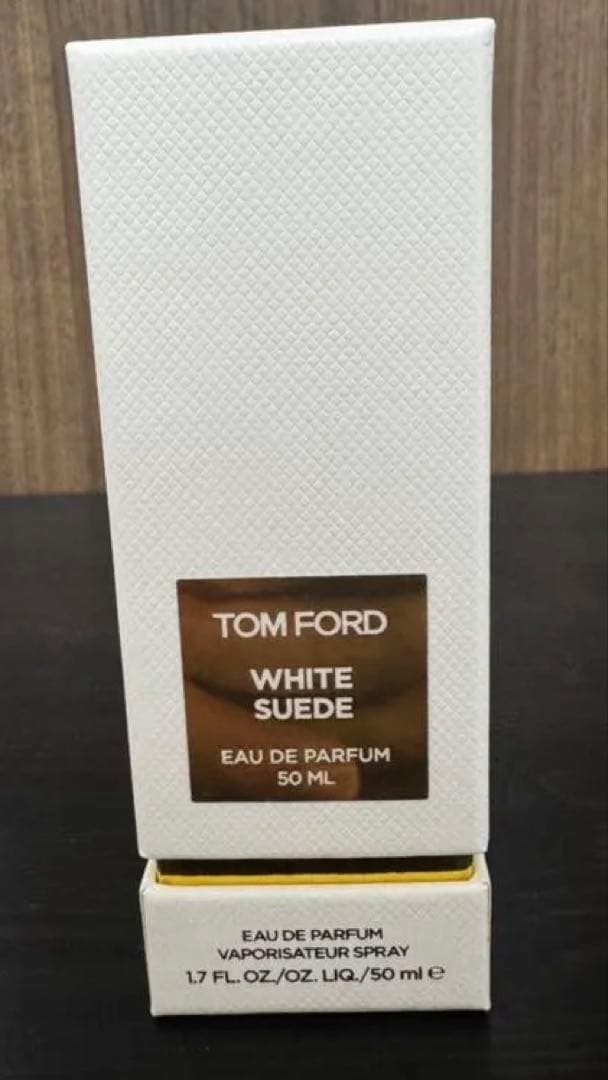 TOM FORD
WHITE
SUEDE
EAU DE PARFUM
50 ML
EAU DE PARFUM
VAPORISATEUR SPRAY
1.7 FL. OZ./OZ. LIQ./50 ml ℮